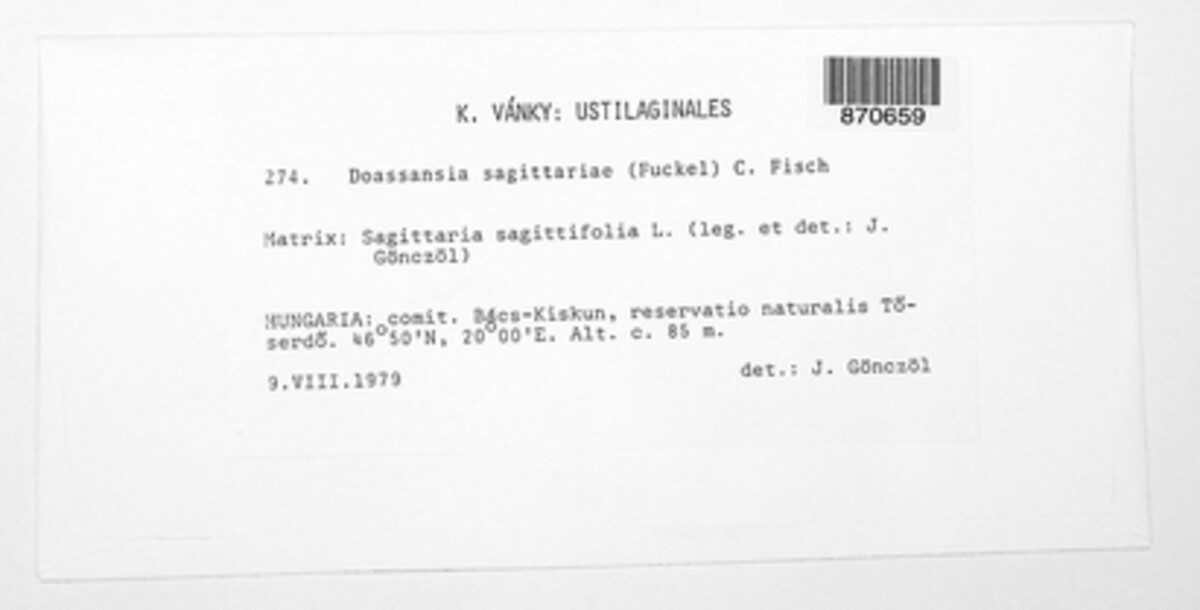 870659
K. VÁNKY: USTILAGINALES
274. Doassansia sagittariae (Fuckel) C. Fisch
Matrix: Sagittaria sagittifolia L. (leg. et det.: J.
Gönczöl)
HUNGARIA: comit. Bács-Kiskun, reservatio naturalis Tő-
serdő. 46°50'N, 20°00'E. Alt. c. 85 m.
9.VIII.1979
det.: J. Gönczöl